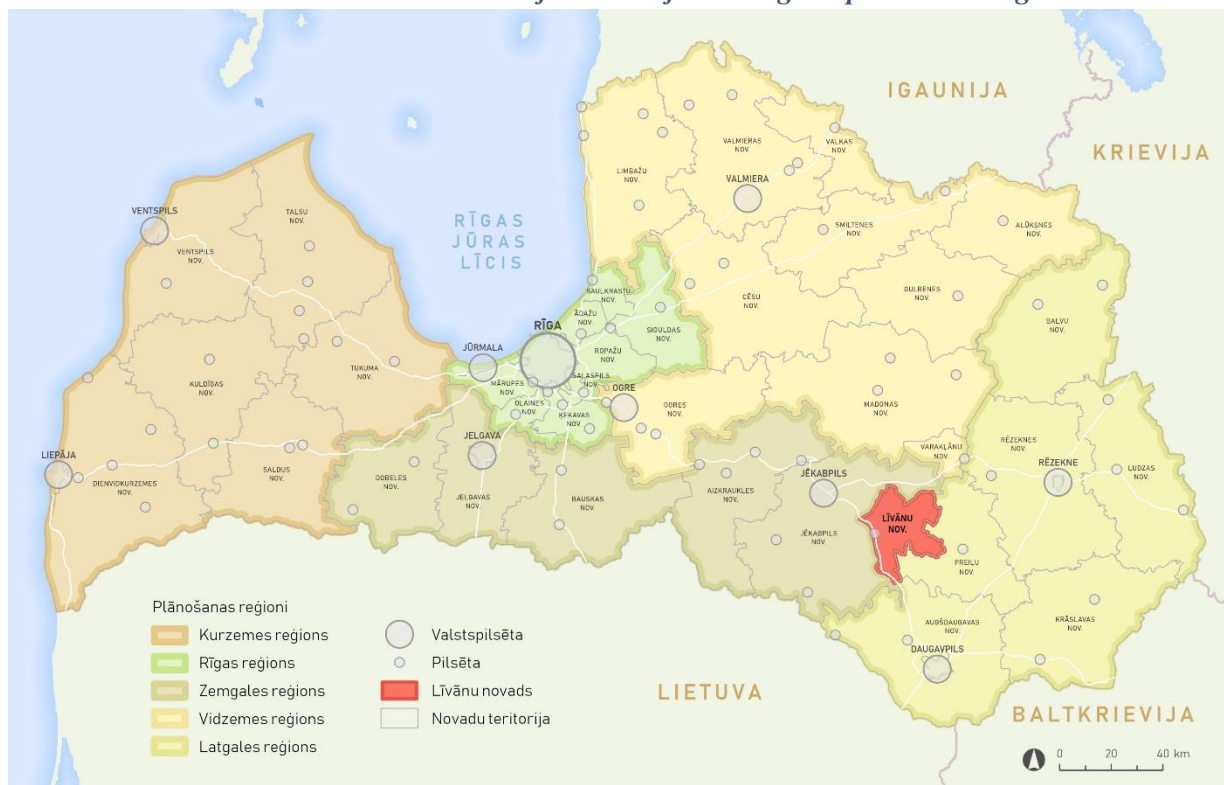 IGAUNIJA
KRIEVIJA
VALMIERAS
NOV.
VALKAS
NOV.
LIMBAŽU
NOV.
VALMIERA
VENTSPILS
TALSU
NOV.
RĪGAS
JŪRAS
LĪCIS
SMILTENES
NOV.
ALŪKSNES
NOV.
VENTSPILS
NOV.
SAULKRASTU
NOV.
CĒSU
NOV.
GULBENES
NOV.
ĀDAŽU
NOV.
BALVU
NOV.
RĪGA
SIGULDAS
NOV.
JŪRMALA
ROPAŽU
NOV.
KULDĪGAS
NOV.
TUKUMA
NOV.
MĀRUPES
NOV.
SALASPILS
NOV.
OGRE
OLAINES
NOV.
ĶEKAVAS
NOV.
OGRES
NOV.
MADONAS
NOV.
LIEPĀJA
JELGAVA
VARAKĻĀNU
NOV.
RĒZEKNES
NOV.
RĒZEKNE
LUDZAS
NOV.
DIENVIDKURZEMES
NOV.
SALDUS
NOV.
DOBELES
NOV.
JELGAVAS
NOV.
BAUSKAS
NOV.
AIZKRAUKLES
NOV.
JĒKABPILS
LĪVĀNU
NOV.
JĒKABPILS
NOV.
PREIĻU
NOV.
AUGŠDAUGAVAS
NOV.
KRĀSLAVAS
NOV.
DAUGAVPILS
LIETUVA
BALTKRIEVIJA
Plānošanas reģioni
Kurzemes reģions
Rīgas reģions
Zemgales reģions
Vidzemes reģions
Latgales reģions
Valstspilsēta
Pilsēta
Līvānu novads
Novadu teritorija
0 20 40 km